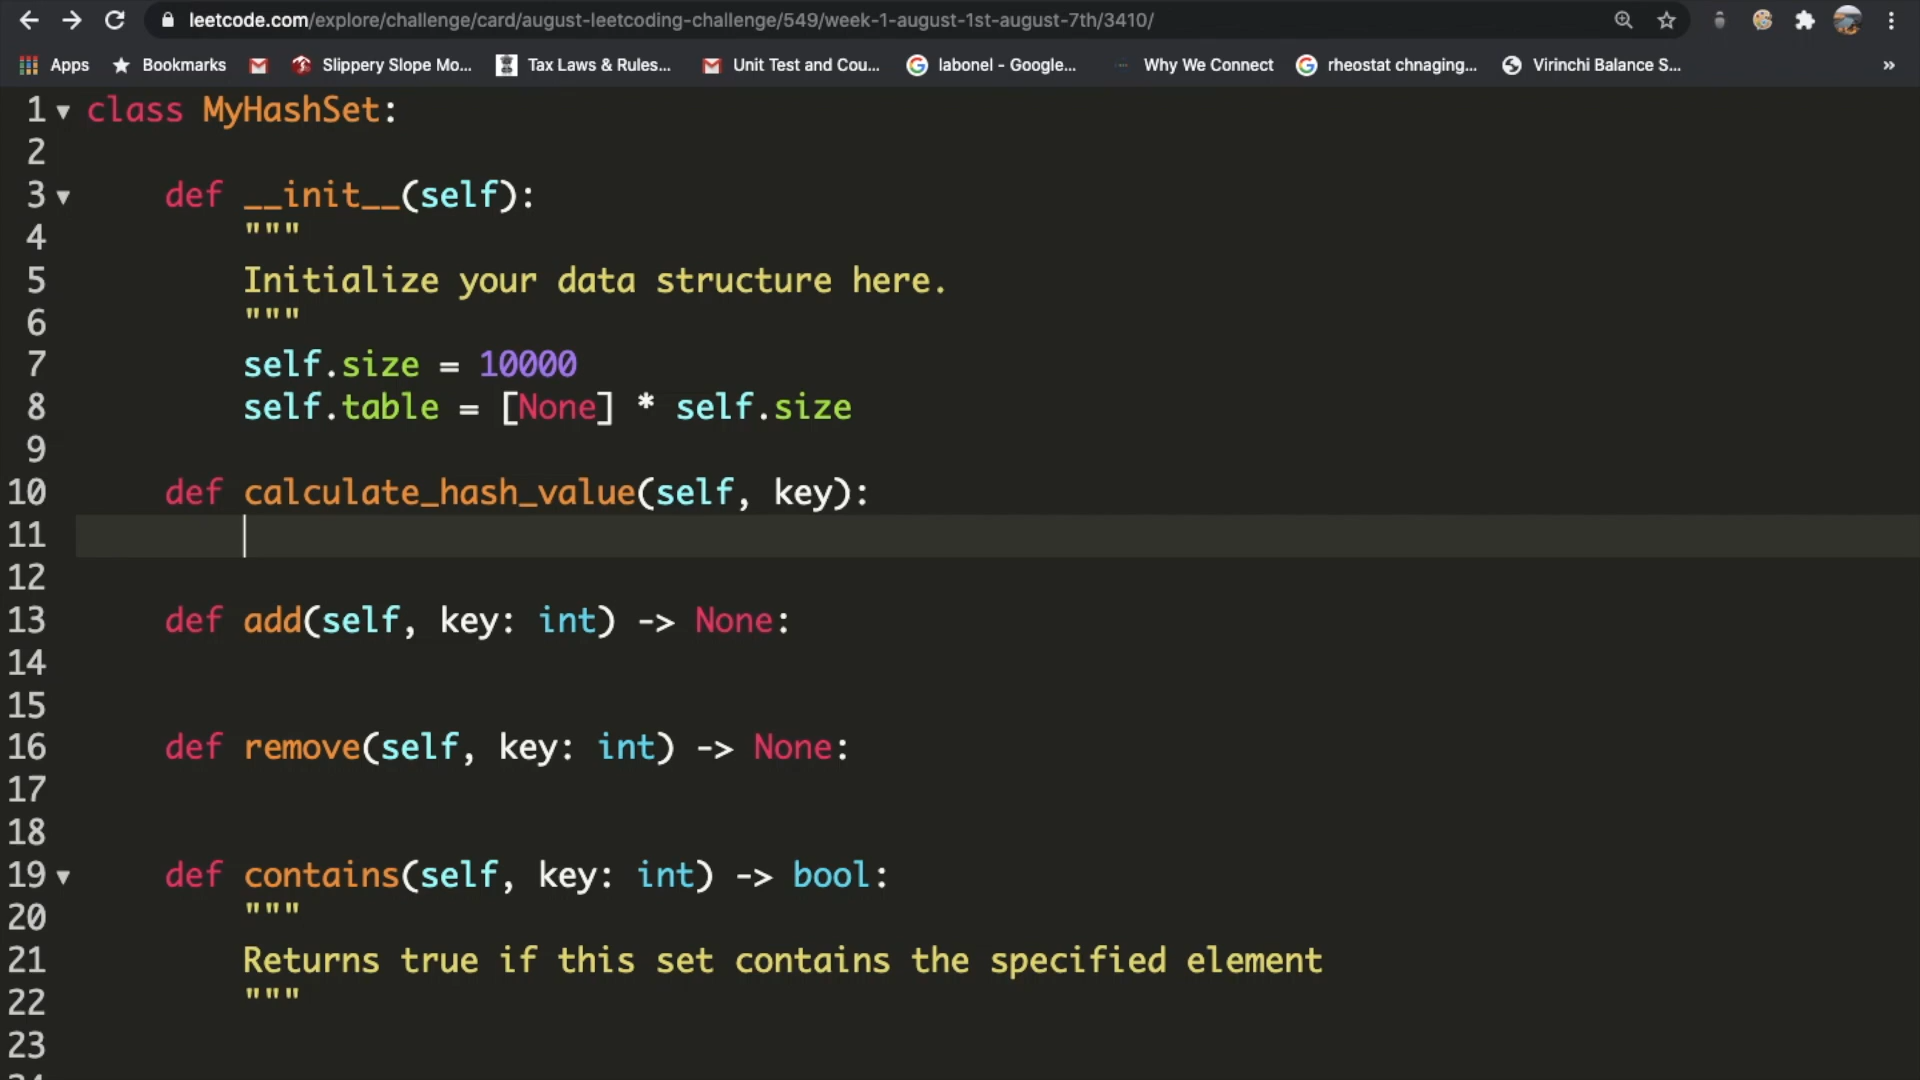 leetcode.com/explore/challenge/card/august-leetcoding-challenge/549/week-1-august-1st-august-7th/3410/
Apps Bookmarks Slippery Slope Mo... Tax Laws & Rules... Unit Test and Cou... labonel - Google... Why We Connect rheostat chnaging... Virinchi Balance S... »
1 class MyHashSet:
2
3     def __init__(self):
4         """
5         Initialize your data structure here.
6         """
7         self.size = 10000
8         self.table = [None] * self.size
9
10     def calculate_hash_value(self, key):
11
12
13     def add(self, key: int) -> None:
14
15
16     def remove(self, key: int) -> None:
17
18
19     def contains(self, key: int) -> bool:
20         """
21         Returns true if this set contains the specified element
22         """
23